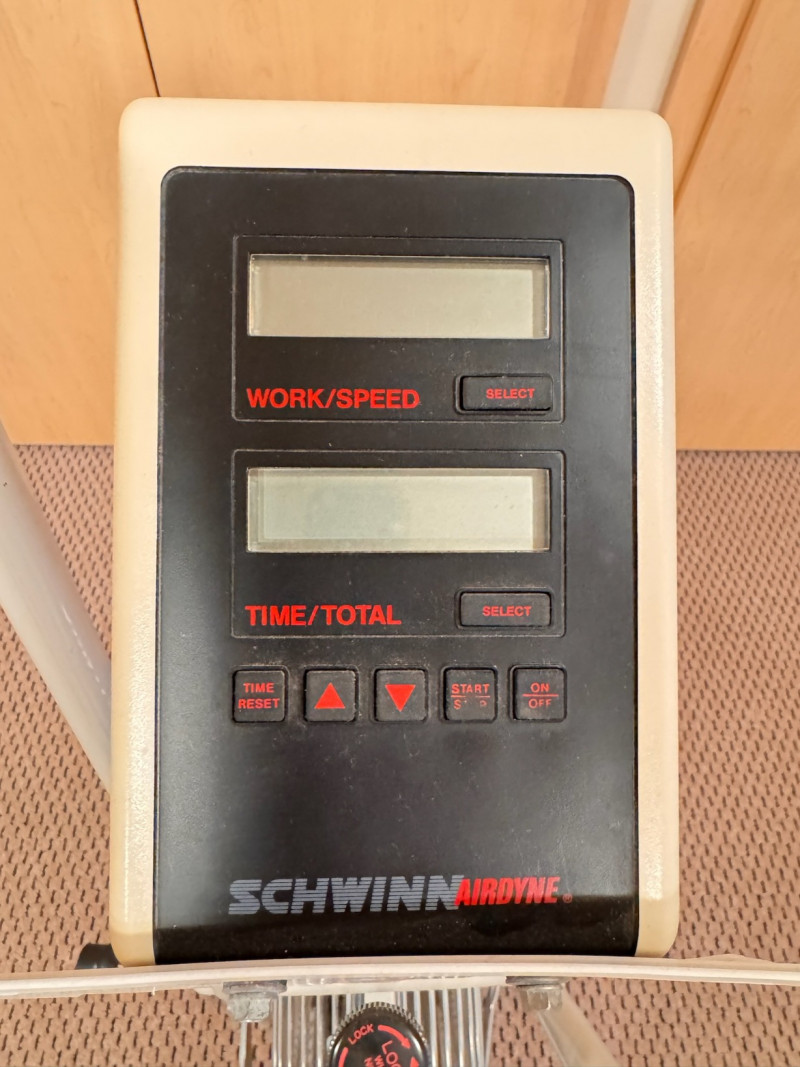 WORK/SPEED
SELECT
TIME/TOTAL
SELECT
TIME
RESET
START
ON
OFF
SCHWINN AIRDYNE®
LOCK